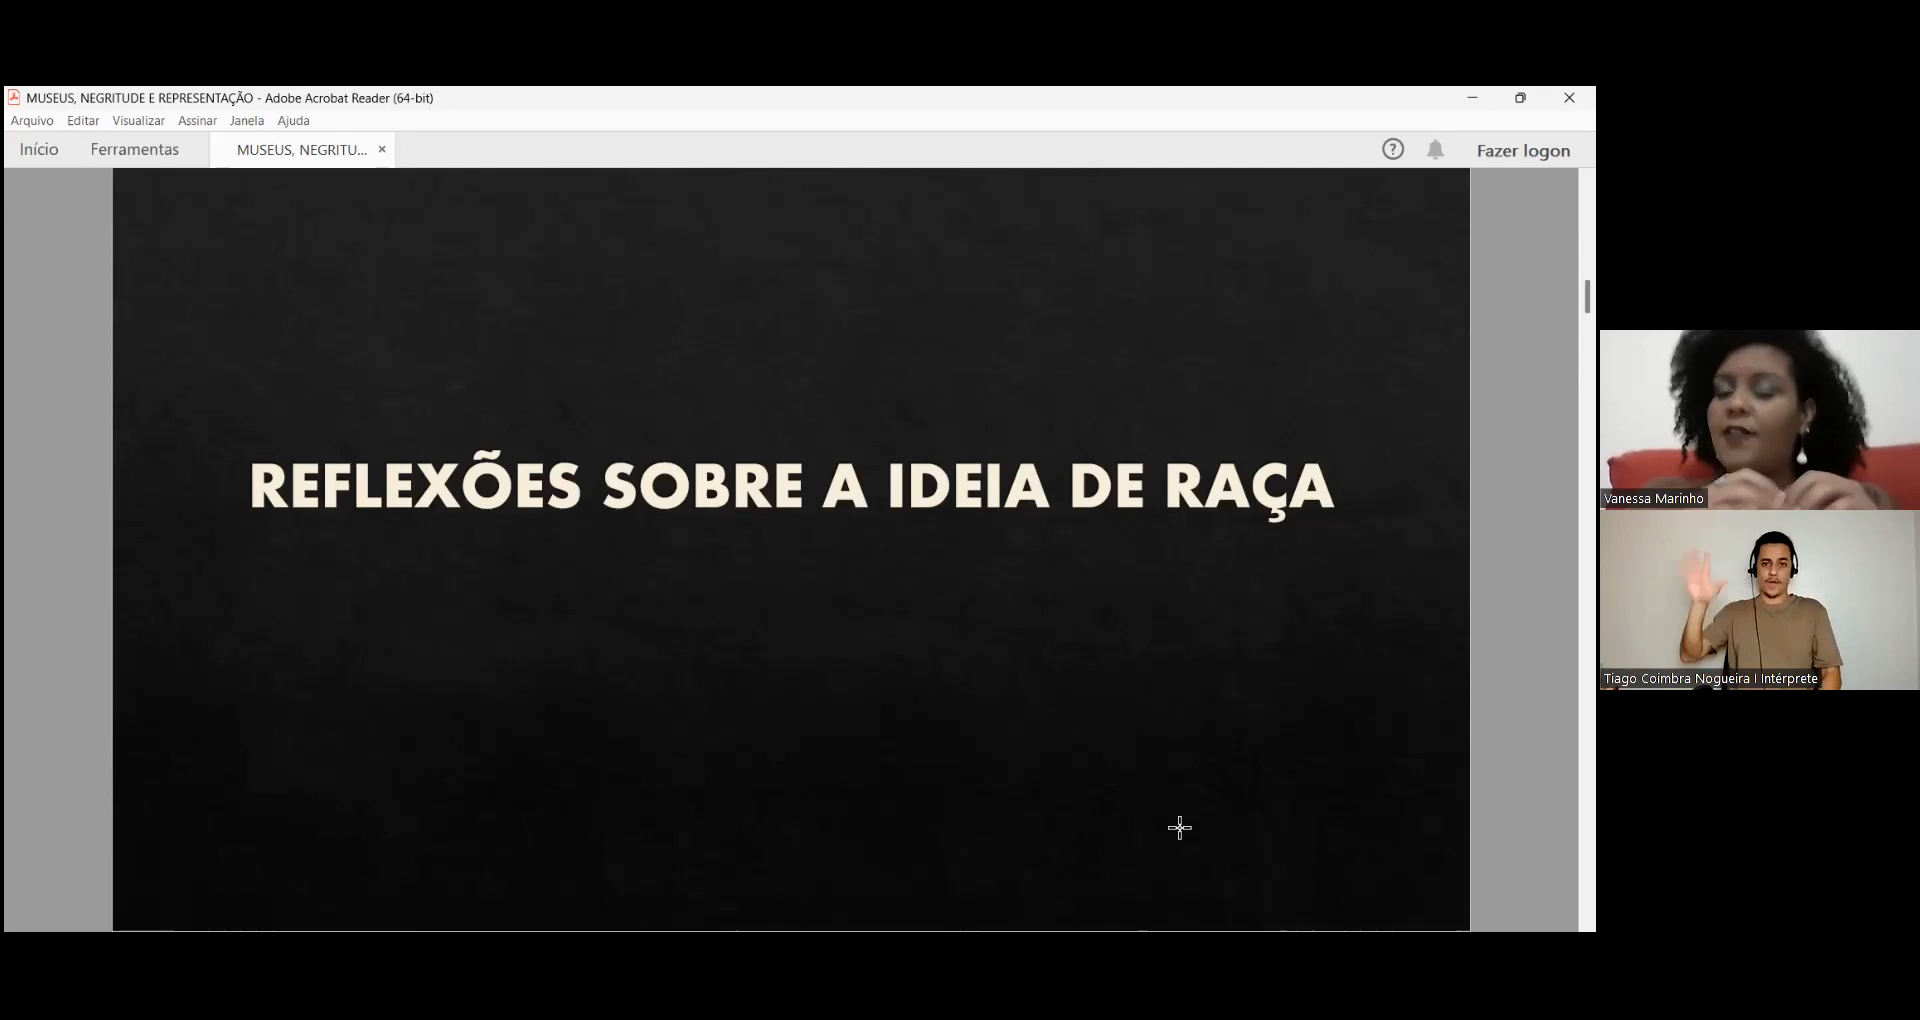 MUSEUS, NEGRITUDE E REPRESENTAÇÃO - Adobe Acrobat Reader (64-bit)
Arquivo Editar Visualizar Assinar Janela Ajuda
Início Ferramentas MUSEUS, NEGRITU... × ? Fazer logon
REFLEXÕES SOBRE A IDEIA DE RAÇA
Vanessa Marinho
Tiago Coimbra Nogueira I Intérprete